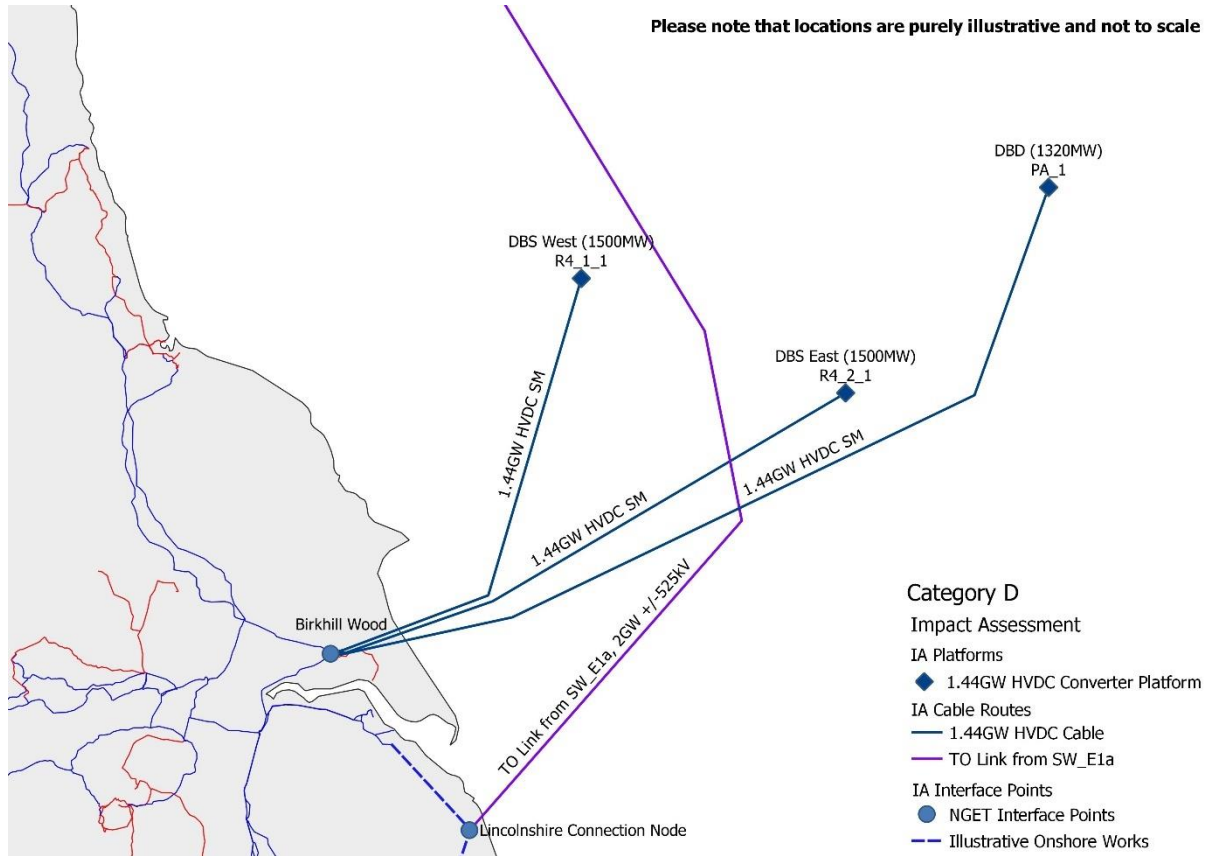 Please note that locations are purely illustrative and not to scale
DBD (1320MW)
PA_1
DBS West (1500MW)
R4_1_1
DBS East (1500MW)
R4_2_1
1.44GW HVDC SM
1.44GW HVDC SM
1.44GW HVDC SM
Birkhill Wood
TO Link from SW_E1a, 2GW +/-525kV
Lincolnshire Connection Node
Category D
Impact Assessment
IA Platforms
1.44GW HVDC Converter Platform
IA Cable Routes
1.44GW HVDC Cable
TO Link from SW_E1a
IA Interface Points
NGET Interface Points
Illustrative Onshore Works